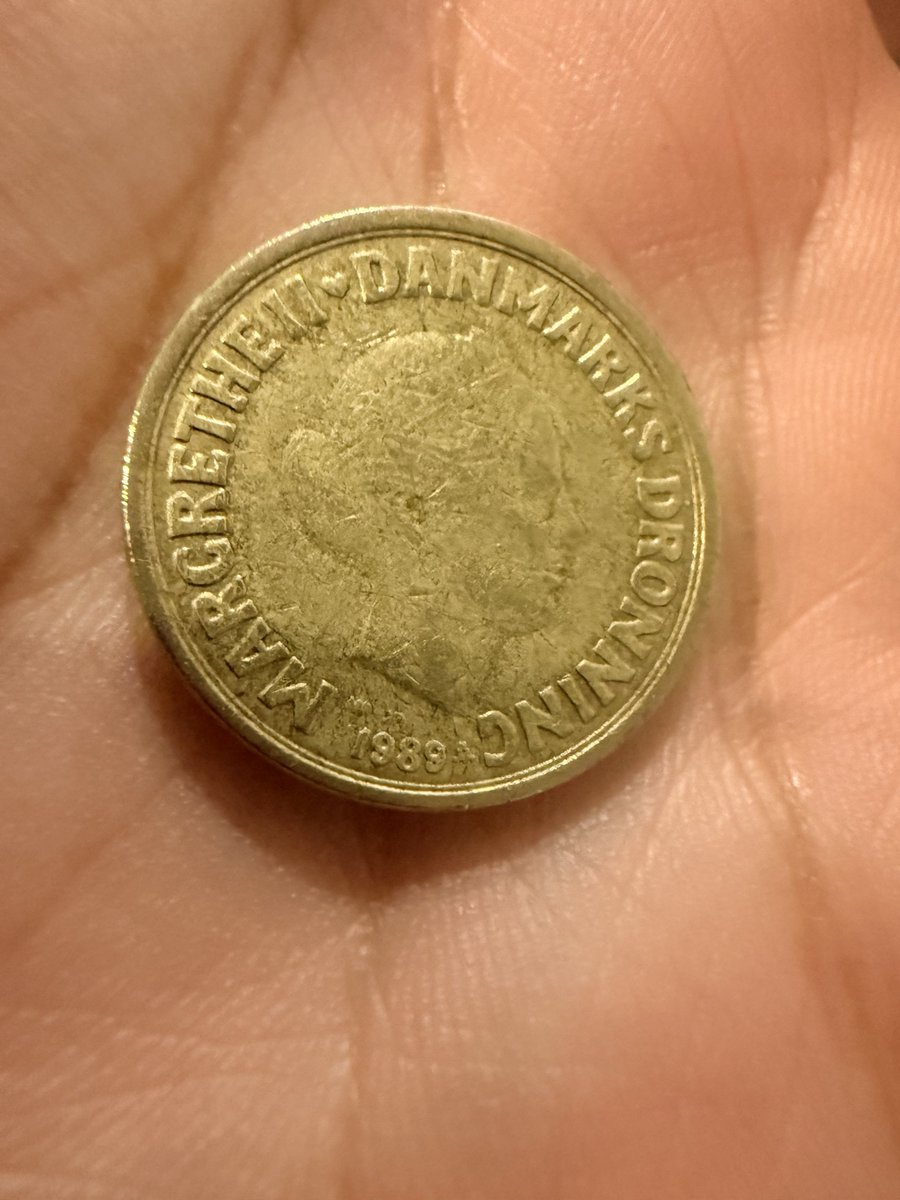 MARGRETHE II ♥ DANMARKS DRONNING
1989